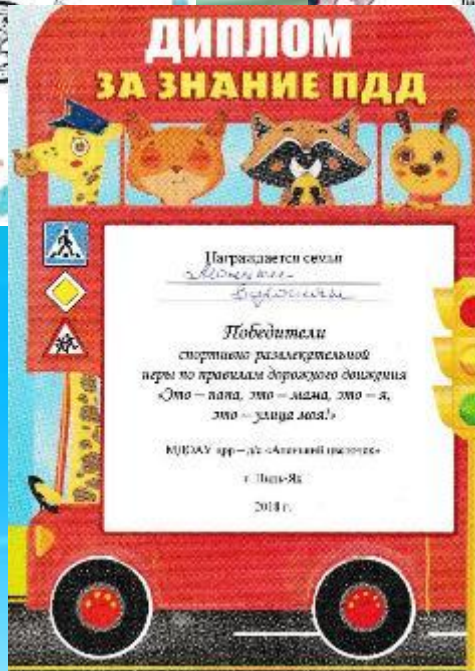 ДИПЛОМ
ЗА ЗНАНИЕ ПДД
Награждается семья
Победители
спортивно развлекательной
игры по правилам дорожного движения
«Это – папа, это – мама, это – я,
это – улица моя!»
МДОАУ црр – д/с «Аленький цветочек»
г. Пыть-Ях
2018 г.